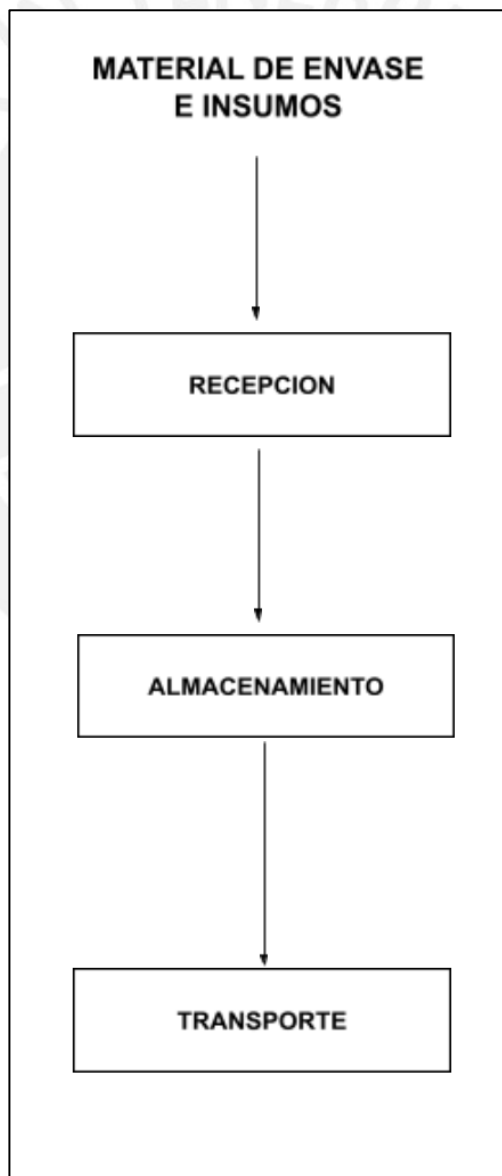 MATERIAL DE ENVASE
E INSUMOS
RECEPCION
ALMACENAMIENTO
TRANSPORTE